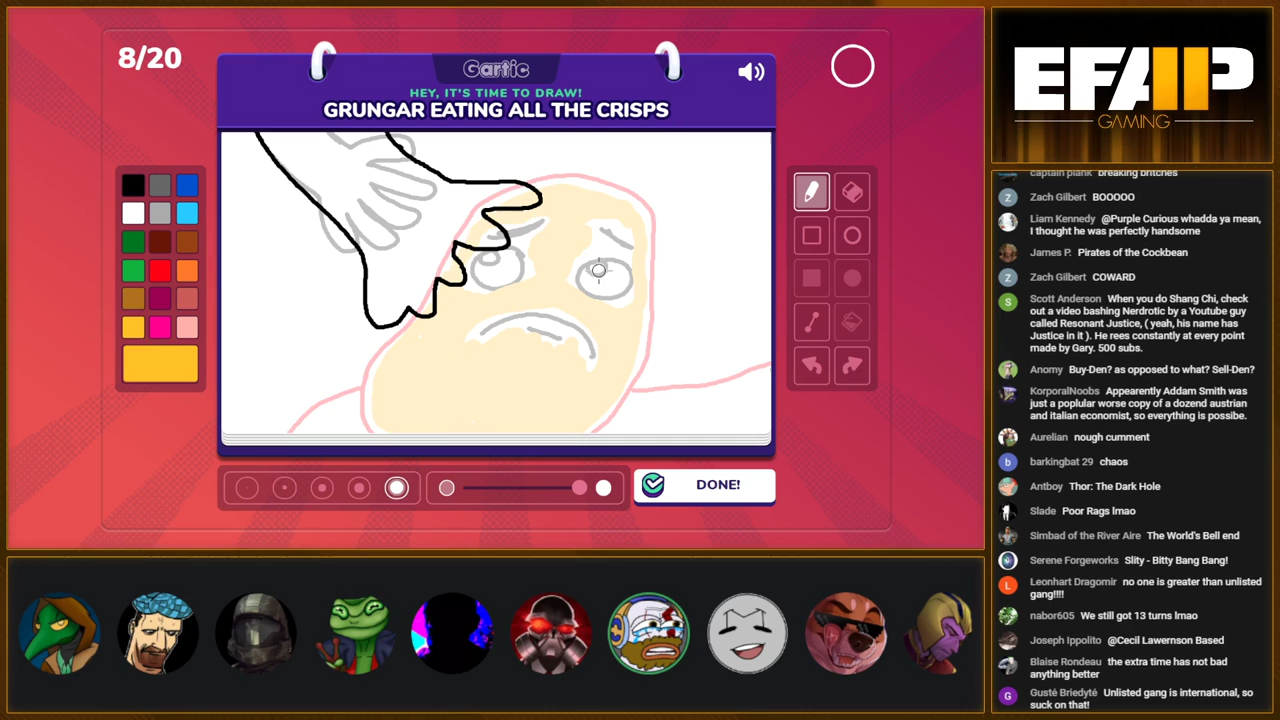 8/20
Gartic
HEY, IT'S TIME TO DRAW!
GRUNGAR EATING ALL THE CRISPS
DONE!
EFAP
GAMING
captain plank breaking britches
Z Zach Gilbert BOOOOO
Liam Kennedy @Purple Curious whadda ya mean,
I thought he was perfectly handsome
James P. Pirates of the Cockbean
Z Zach Gilbert COWARD
S Scott Anderson When you do Shang Chi, check
out a video bashing Nerdrotic by a Youtube guy
called Resonant Justice, ( yeah, his name has
Justice in it ). He rees constantly at every point
made by Gary. 500 subs.
Anomy Buy-Den? as opposed to what? Sell-Den?
KorporalNoobs Appearently Addam Smith was
just a poplular worse copy of a dozend austrian
and italian economist, so everything is possibe.
Aurelian nough cumment
b barkingbat 29 chaos
Antboy Thor: The Dark Hole
Slade Poor Rags lmao
Simbad of the River Aire The World's Bell end
Serene Forgeworks Slity - Bitty Bang Bang!
L Leonhart Dragomir no one is greater than unlisted
gang!!!!
nabor605 We still got 13 turns lmao
Joseph Ippolito @Cecil Lawernson Based
Blaise Rondeau the extra time has not bad
anything better
G Gustė Briedytė Unlisted gang is international, so
suck on that!